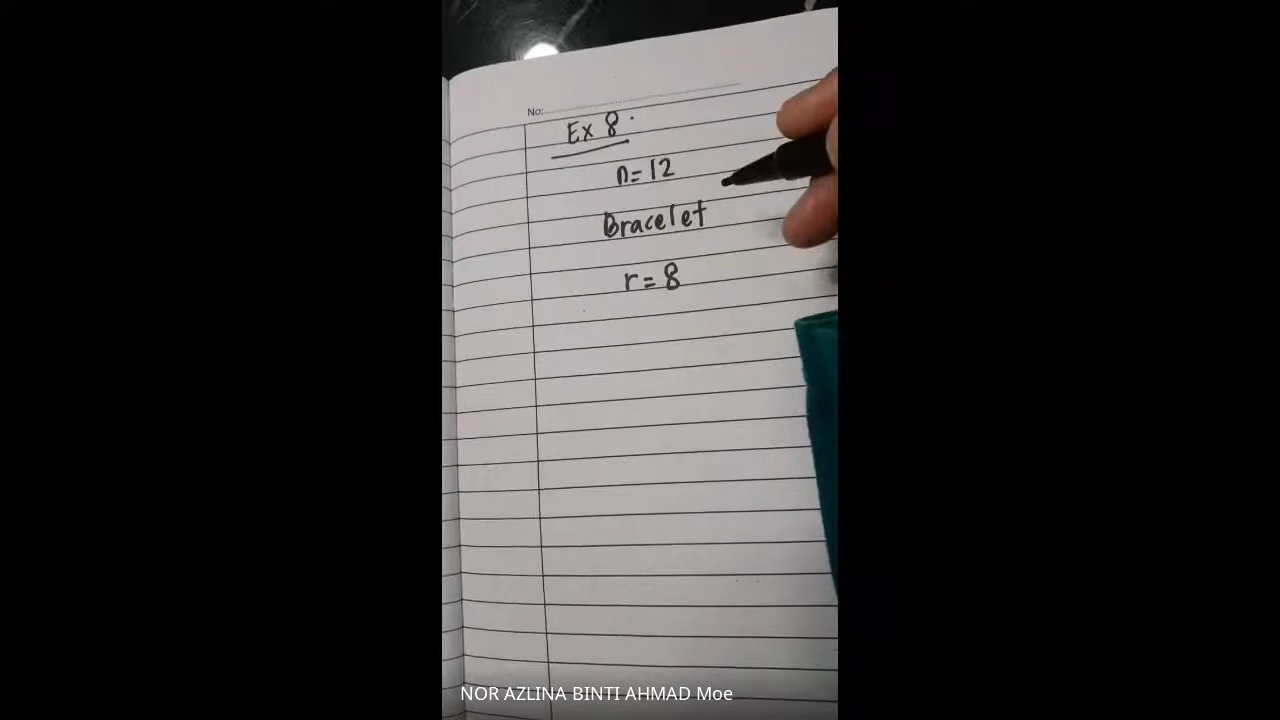 No:
Ex 8.
n=12
Bracelet
r=8
NOR AZLINA BINTI AHMAD Moe